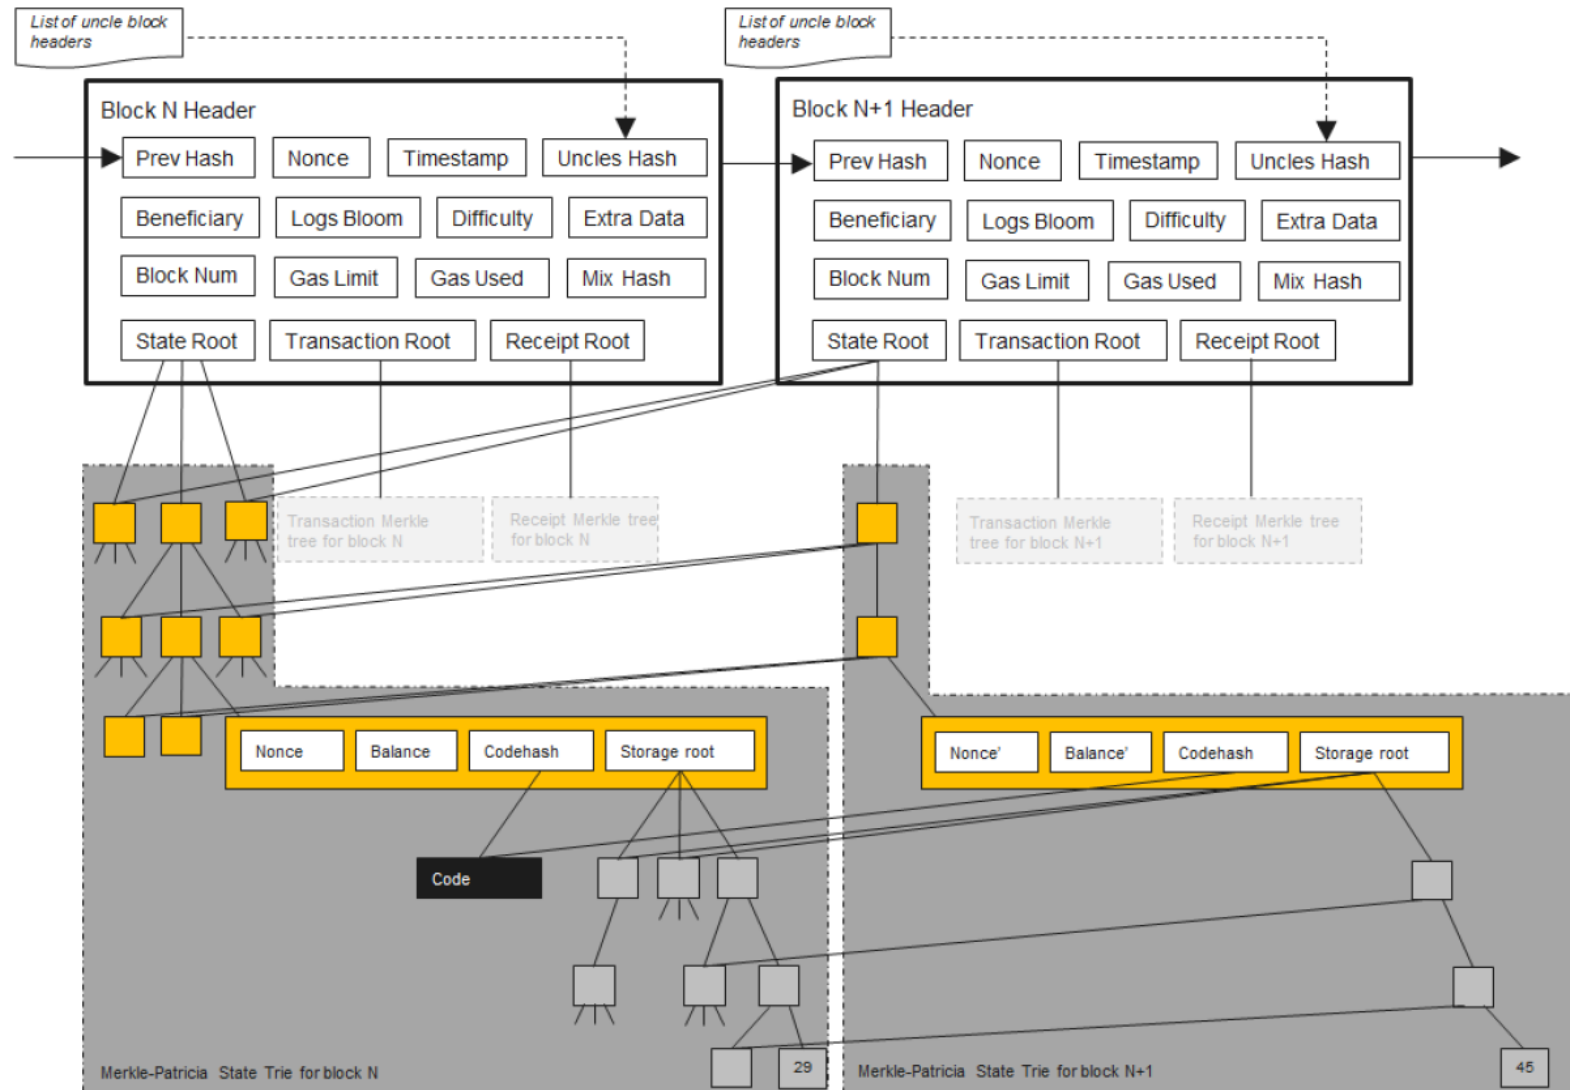 List of uncle block
headers
List of uncle block
headers
Block N Header
Prev Hash
Nonce
Timestamp
Uncles Hash
Beneficiary
Logs Bloom
Difficulty
Extra Data
Block Num
Gas Limit
Gas Used
Mix Hash
State Root
Transaction Root
Receipt Root
Block N+1 Header
Prev Hash
Nonce
Timestamp
Uncles Hash
Beneficiary
Logs Bloom
Difficulty
Extra Data
Block Num
Gas Limit
Gas Used
Mix Hash
State Root
Transaction Root
Receipt Root
Transaction Merkle
tree for block N
Receipt Merkle tree
for block N
Transaction Merkle
tree for block N+1
Receipt Merkle tree
for block N+1
Nonce
Balance
Codehash
Storage root
Nonce'
Balance'
Codehash
Storage root
Code
29
45
Merkle-Patricia State Trie for block N
Merkle-Patricia State Trie for block N+1